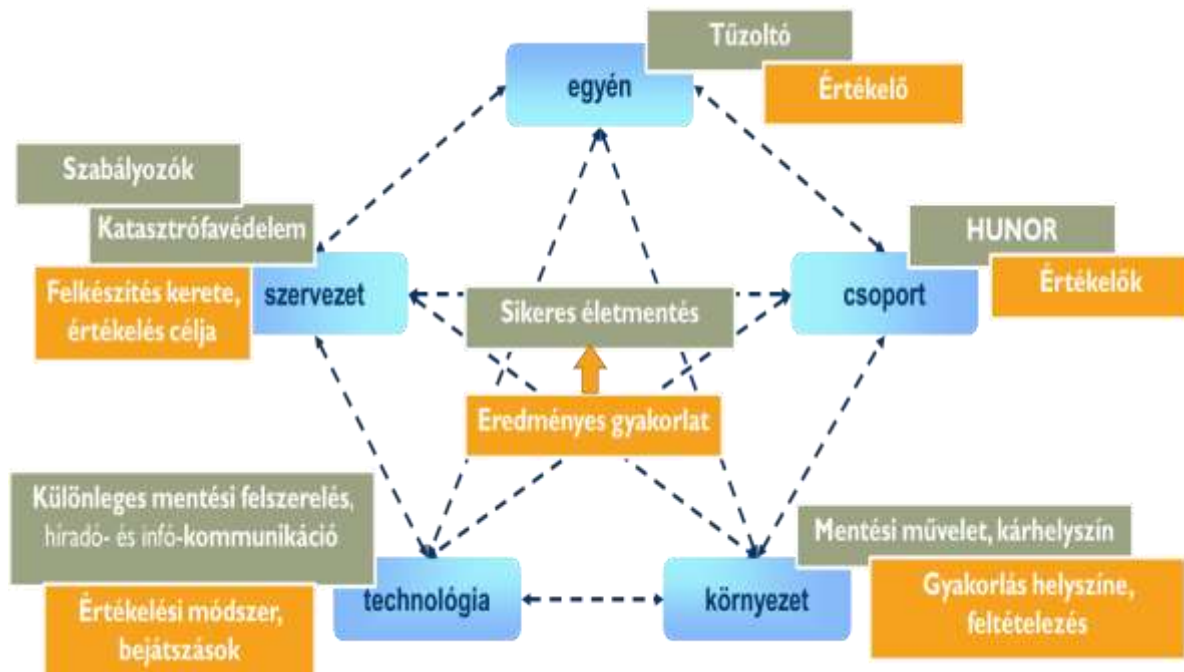 Tűzoltó
egyén
Értékelő
Szabályozók
Katasztrófavédelem
Felkészítés kerete,
értékelés célja
szervezet
HUNOR
csoport
Értékelők
Sikeres életmentés
Eredményes gyakorlat
Különleges mentési felszerelés,
híradó- és infó-kommunikáció
technológia
Értékelési módszer,
bejátszások
Mentési művelet, kárhelyszín
környezet
Gyakorlás helyszíne,
feltételezés